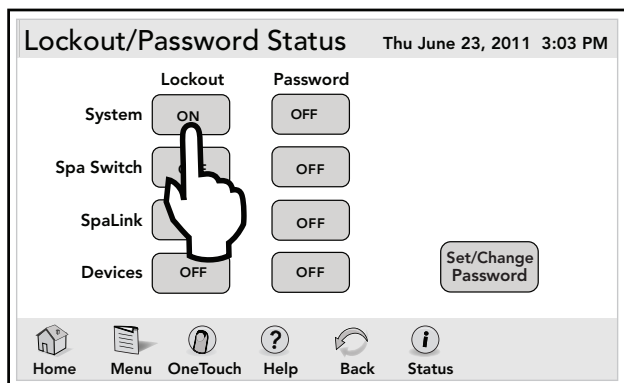 Lockout/Password Status Thu June 23, 2011 3:03 PM
Lockout Password
System ON OFF
Spa Switch OFF
SpaLink OFF
Devices OFF OFF
Set/Change
Password
Home Menu OneTouch Help Back Status